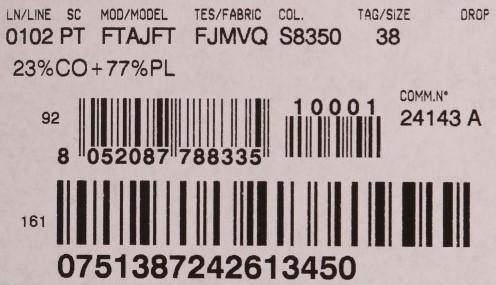 LN/LINE SC MOD/MODEL TES/FABRIC COL. TAG/SIZE DROP
0102 PT FTAJFT FJMVQ S8350 38
23%CO+77%PL
92 10001 COMM.N°
24143 A
8 052087 788335
161
0751387242613450